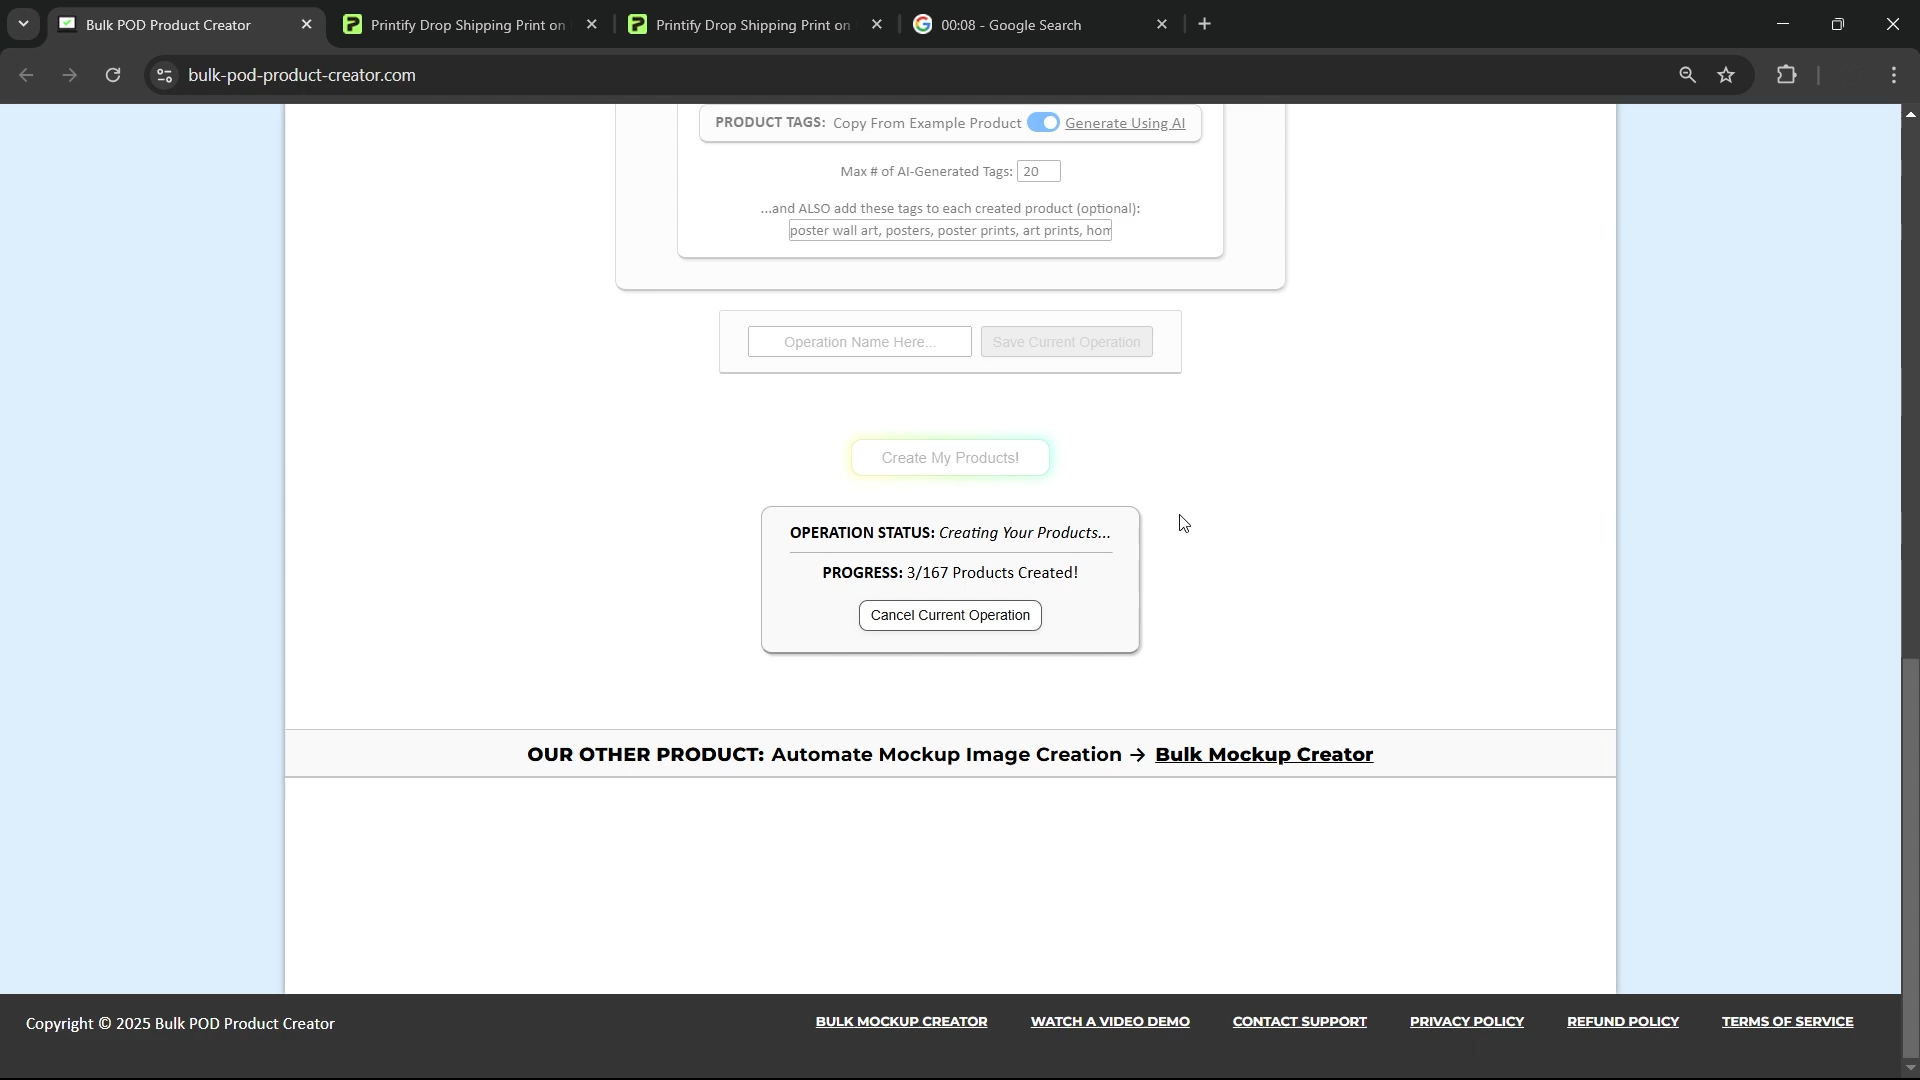 Bulk POD Product Creator
Printify Drop Shipping Print on
Printify Drop Shipping Print on
00:08 - Google Search
bulk-pod-product-creator.com
PRODUCT TAGS: Copy From Example Product Generate Using AI
Max # of AI-Generated Tags: 20
...and ALSO add these tags to each created product (optional):
poster wall art, posters, poster prints, art prints, hom
Operation Name Here...
Save Current Operation
Create My Products!
OPERATION STATUS: Creating Your Products...
PROGRESS: 3/167 Products Created!
Cancel Current Operation
OUR OTHER PRODUCT: Automate Mockup Image Creation → Bulk Mockup Creator
Copyright © 2025 Bulk POD Product Creator
BULK MOCKUP CREATOR
WATCH A VIDEO DEMO
CONTACT SUPPORT
PRIVACY POLICY
REFUND POLICY
TERMS OF SERVICE